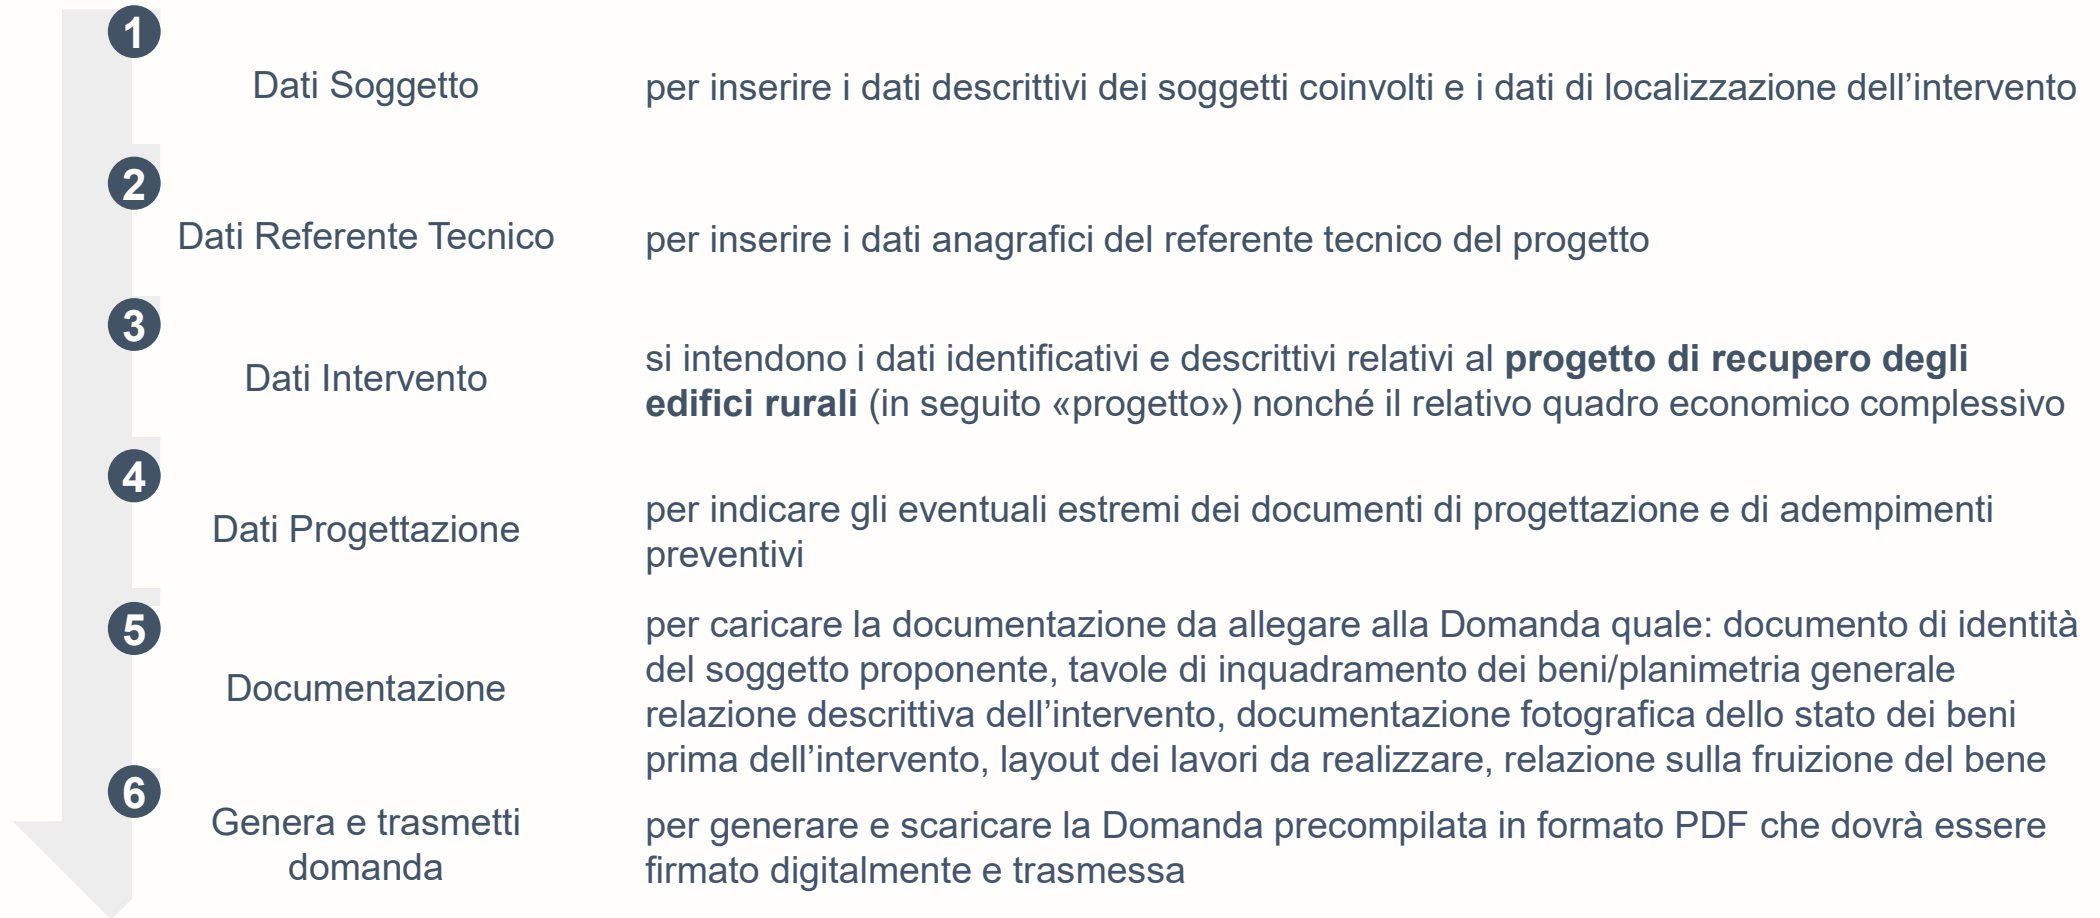 1
Dati Soggetto
per inserire i dati descrittivi dei soggetti coinvolti e i dati di localizzazione dell’intervento
2
Dati Referente Tecnico
per inserire i dati anagrafici del referente tecnico del progetto
3
Dati Intervento
si intendono i dati identificativi e descrittivi relativi al progetto di recupero degli
edifici rurali (in seguito «progetto») nonché il relativo quadro economico complessivo
4
Dati Progettazione
per indicare gli eventuali estremi dei documenti di progettazione e di adempimenti
preventivi
5
Documentazione
per caricare la documentazione da allegare alla Domanda quale: documento di identità
del soggetto proponente, tavole di inquadramento dei beni/planimetria generale
relazione descrittiva dell’intervento, documentazione fotografica dello stato dei beni
prima dell’intervento, layout dei lavori da realizzare, relazione sulla fruizione del bene
6
Genera e trasmetti
domanda
per generare e scaricare la Domanda precompilata in formato PDF che dovrà essere
firmato digitalmente e trasmessa